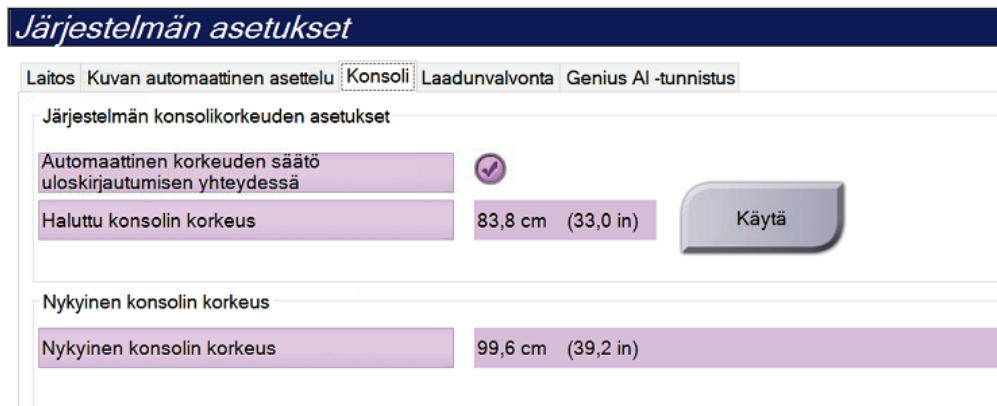 Järjestelmän asetukset
Laitos Kuvan automaattinen asettelu Konsoli Laadunvalvonta Genius AI -tunnistus
Järjestelmän konsolikorkeuden asetukset
Automaattinen korkeuden säätö
uloskirjautumisen yhteydessä
Haluttu konsolin korkeus 83,8 cm (33,0 in) Käytä
Nykyinen konsolin korkeus
Nykyinen konsolin korkeus 99,6 cm (39,2 in)